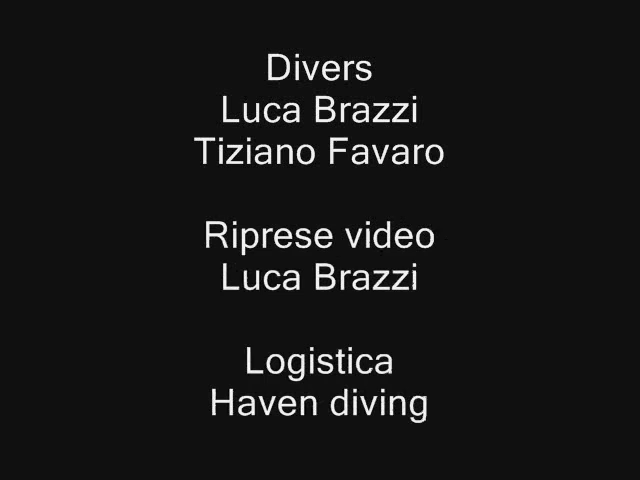 Divers
Luca Brazzi
Tiziano Favaro
Riprese video
Luca Brazzi
Logistica
Haven diving